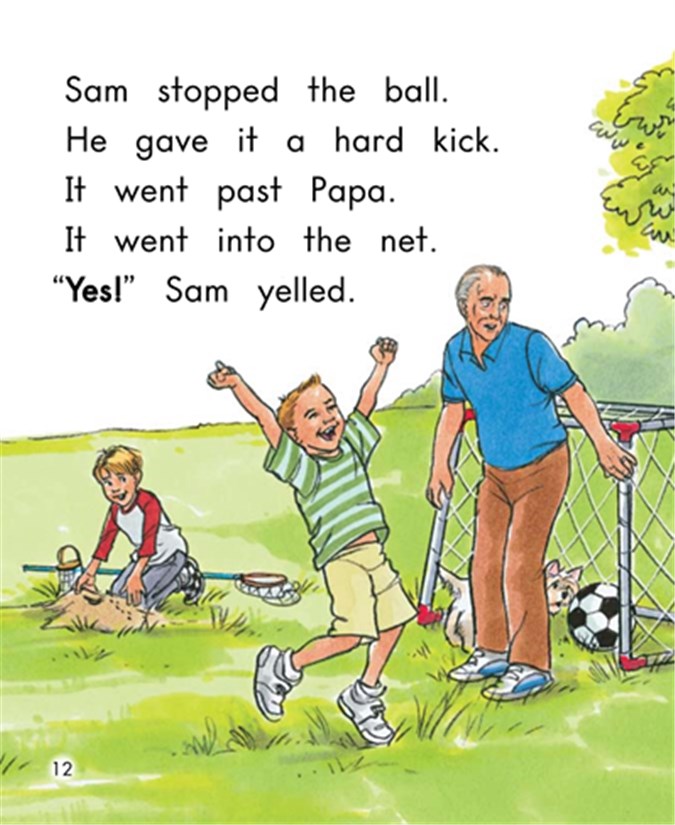 Sam stopped the ball.
He gave it a hard kick.
It went past Papa.
It went into the net.
“Yes!” Sam yelled.
12